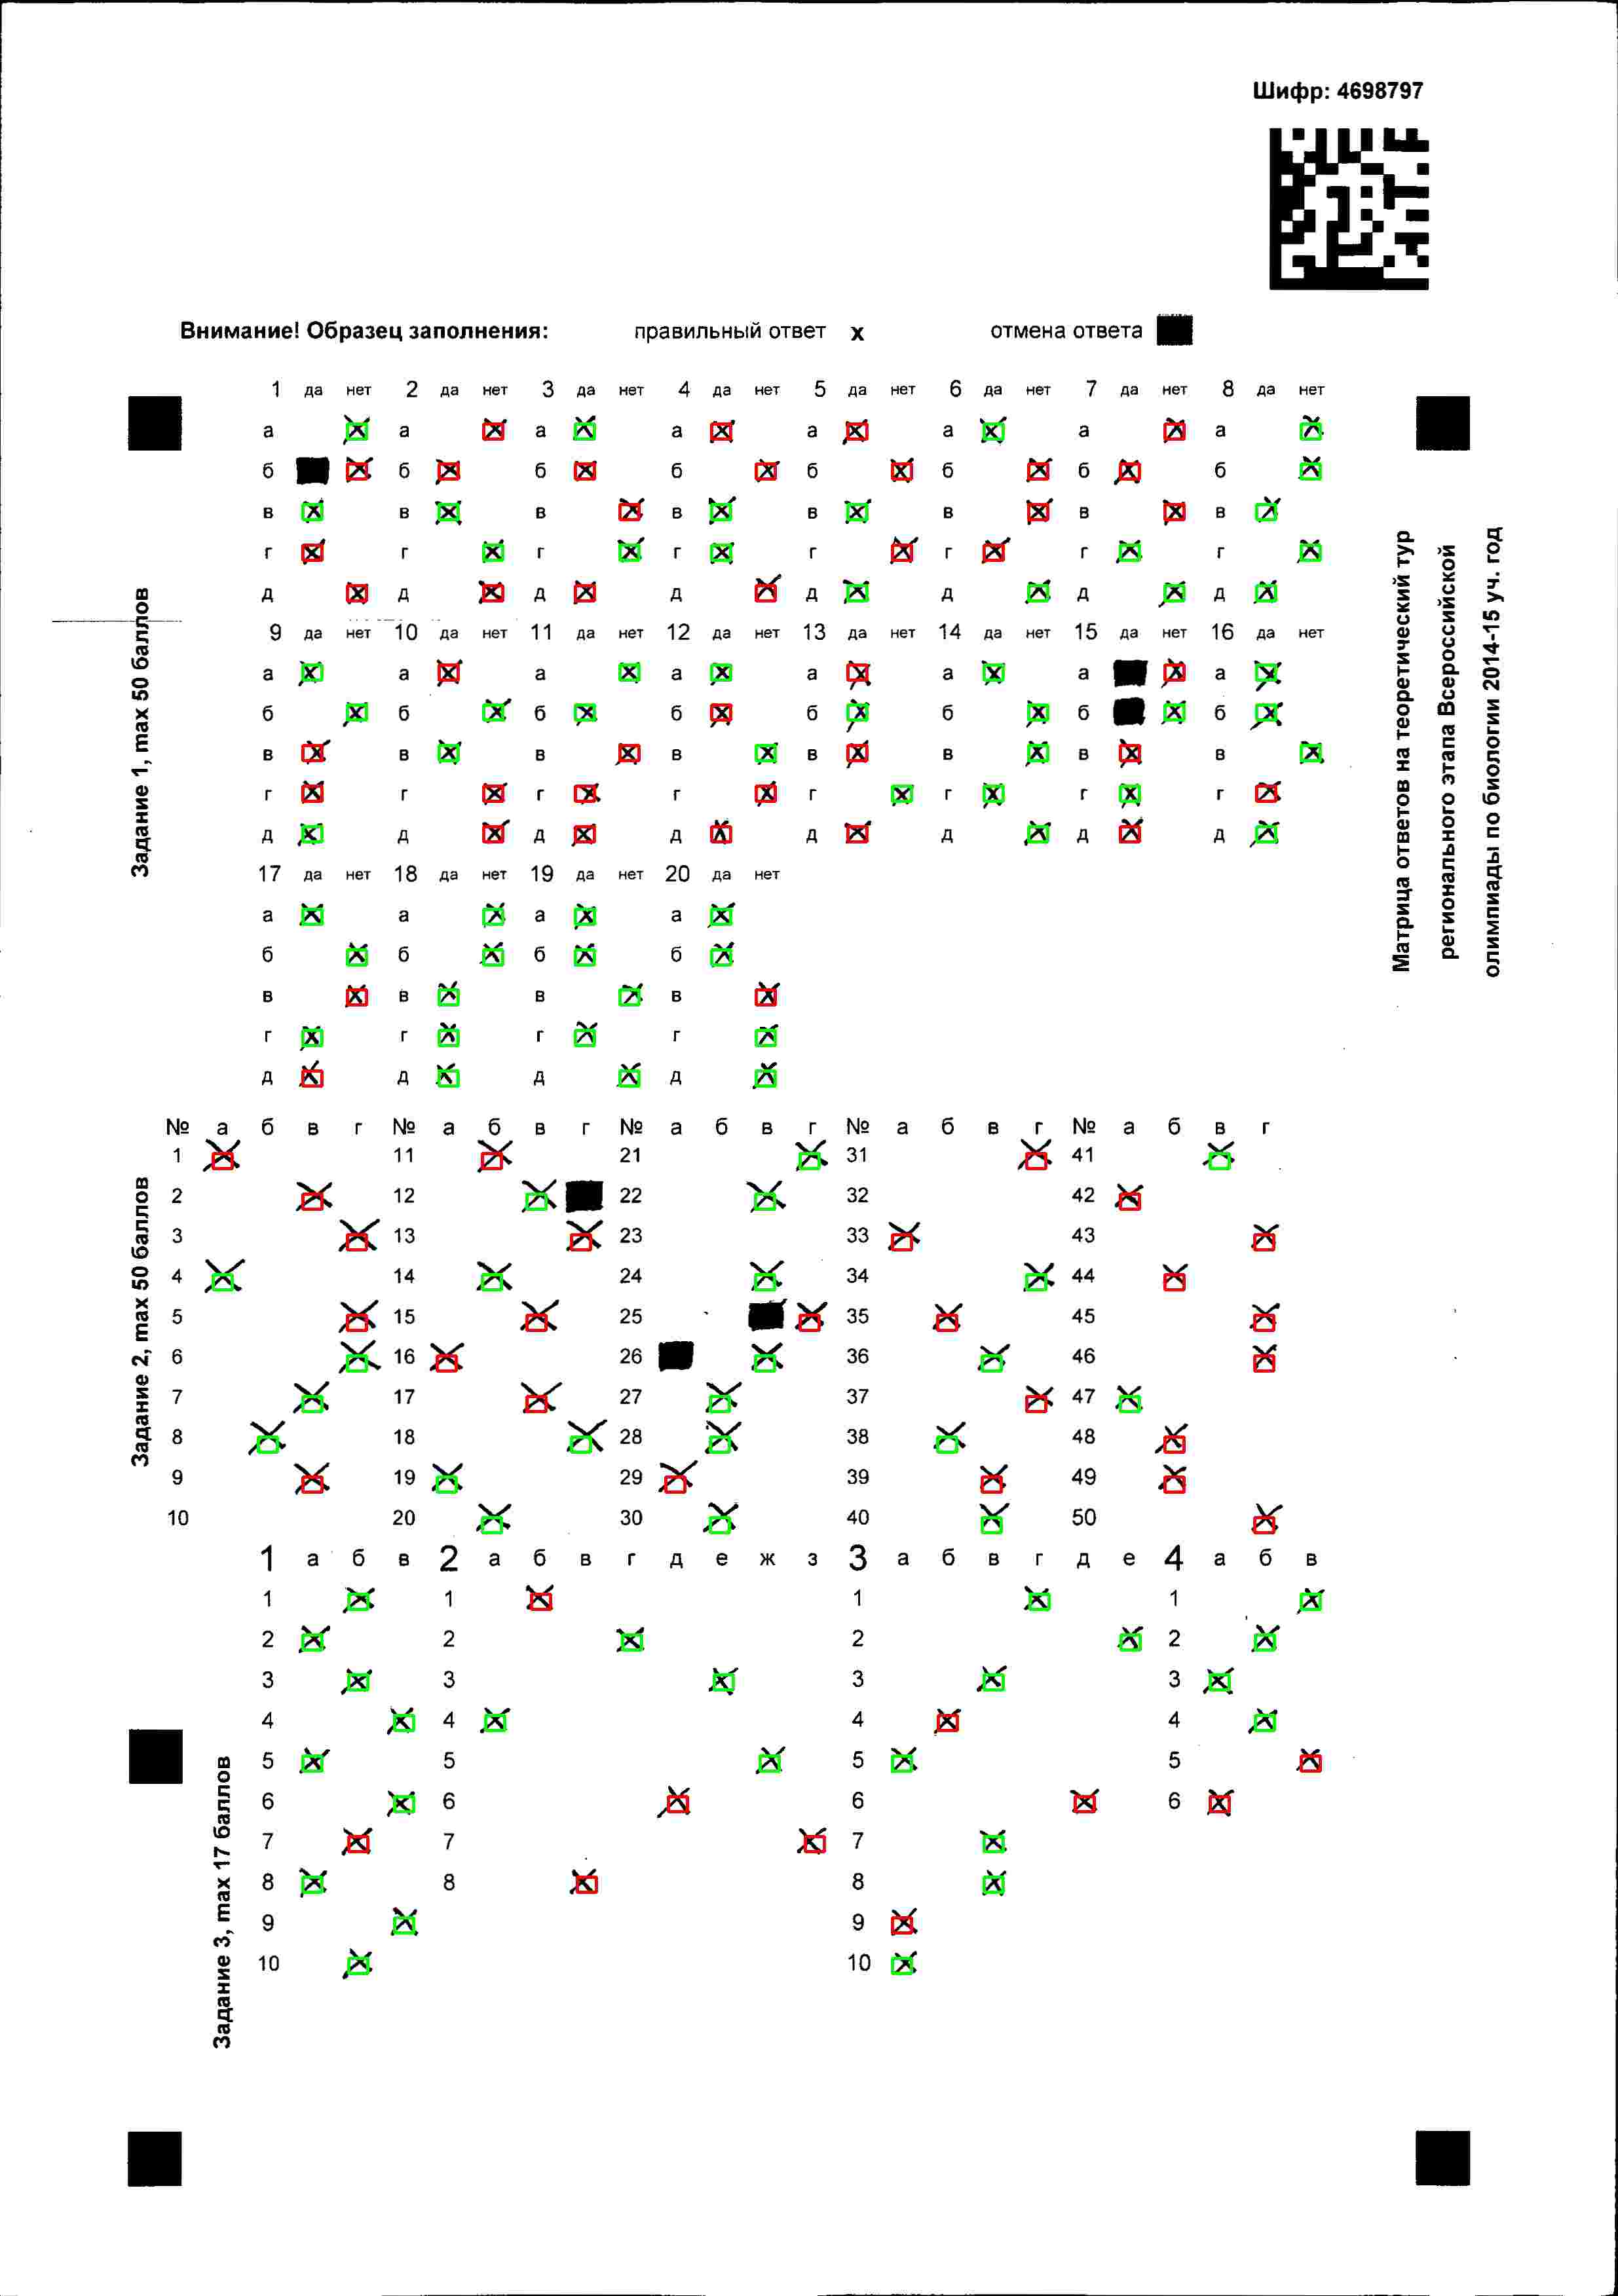 Шифр: 4698797
Внимание! Образец заполнения: правильный ответ x отмена ответа
1 да нет 2 да нет 3 да нет 4 да нет 5 да нет 6 да нет 7 да нет 8 да нет
а а а а а а а а
б б б б б б б б
в в в в в в в в
г г г г г г г г
д д д д д д д д
9 да нет 10 да нет 11 да нет 12 да нет 13 да нет 14 да нет 15 да нет 16 да нет
а а а а а а а а
б б б б б б б б
в в в в в в в в
г г г г г г г г
д д д д д д д д
17 да нет 18 да нет 19 да нет 20 да нет
а а а а
б б б б
в в в в
г г г г
д д д д
Задание 1, max 50 баллов
Матрица ответов на теоретический тур
регионального этапа Всероссийской
олимпиады по биологии 2014-15 уч. год
№ а б в г № а б в г № а б в г № а б в г № а б в г
1 11 21 31 41
2 12 22 32 42
3 13 23 33 43
4 14 24 34 44
5 15 25 35 45
6 16 26 36 46
7 17 27 37 47
8 18 28 38 48
9 19 29 39 49
10 20 30 40 50
Задание 2, max 50 баллов
1 а б в 2 а б в г д е ж з 3 а б в г д е 4 а б в
1 1 1 1
2 2 2 2
3 3 3 3
4 4 4 4
5 5 5 5
6 6 6 6
7 7 7
8 8 8
9 9
10 10
Задание 3, max 17 баллов